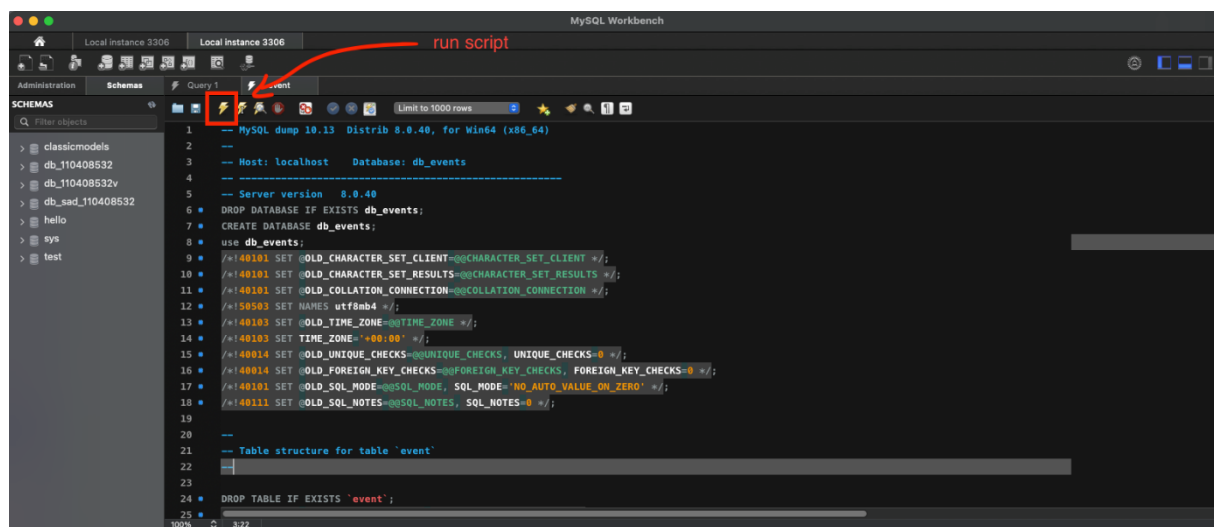 MySQL Workbench
Local instance 3306
Local instance 3306
run script
Administration
Schemas
Query 1
SCHEMAS
Limit to 1000 rows
Filter objects
classicmodels
db_110408532
db_110408532v
db_sad_110408532
hello
sys
test
1 -- MySQL dump 10.13 Distrib 8.0.40, for Win64 (x86_64)
2 --
3 -- Host: localhost Database: db_events
4 -- ------------------------------------------------------
5 -- Server version 8.0.40
6 DROP DATABASE IF EXISTS db_events;
7 CREATE DATABASE db_events;
8 use db_events;
9 /*!40101 SET @OLD_CHARACTER_SET_CLIENT=@@CHARACTER_SET_CLIENT */;
10 /*!40101 SET @OLD_CHARACTER_SET_RESULTS=@@CHARACTER_SET_RESULTS */;
11 /*!40101 SET @OLD_COLLATION_CONNECTION=@@COLLATION_CONNECTION */;
12 /*!50503 SET NAMES utf8mb4 */;
13 /*!40103 SET @OLD_TIME_ZONE=@@TIME_ZONE */;
14 /*!40103 SET TIME_ZONE='+00:00' */;
15 /*!40014 SET @OLD_UNIQUE_CHECKS=@@UNIQUE_CHECKS, UNIQUE_CHECKS=0 */;
16 /*!40014 SET @OLD_FOREIGN_KEY_CHECKS=@@FOREIGN_KEY_CHECKS, FOREIGN_KEY_CHECKS=0 */;
17 /*!40101 SET @OLD_SQL_MODE=@@SQL_MODE, SQL_MODE='NO_AUTO_VALUE_ON_ZERO' */;
18 /*!40111 SET @OLD_SQL_NOTES=@@SQL_NOTES, SQL_NOTES=0 */;
19
20 --
21 -- Table structure for table `event`
22 --
23
24 DROP TABLE IF EXISTS `event`;
25
100% 3:22